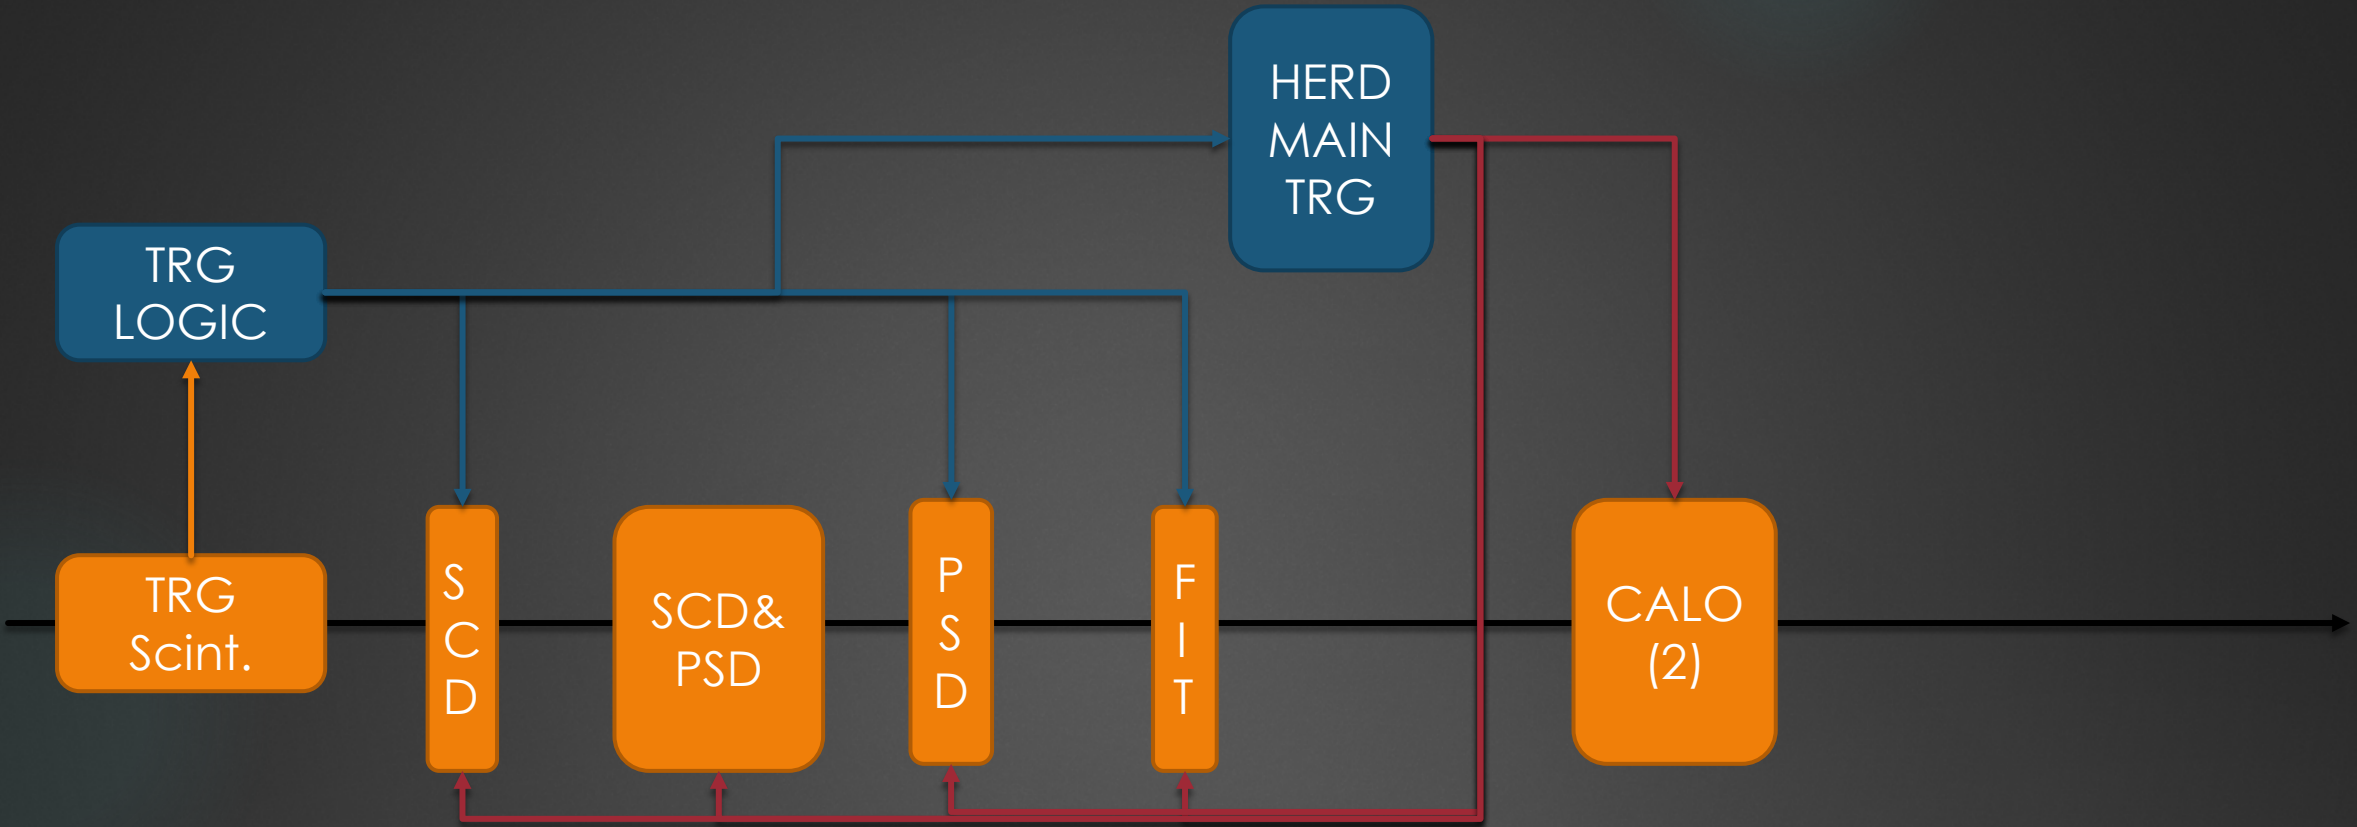 HERD
MAIN
TRG
TRG
LOGIC
TRG
Scint.
S
C
D
SCD&
PSD
P
S
D
F
I
T
CALO
(2)